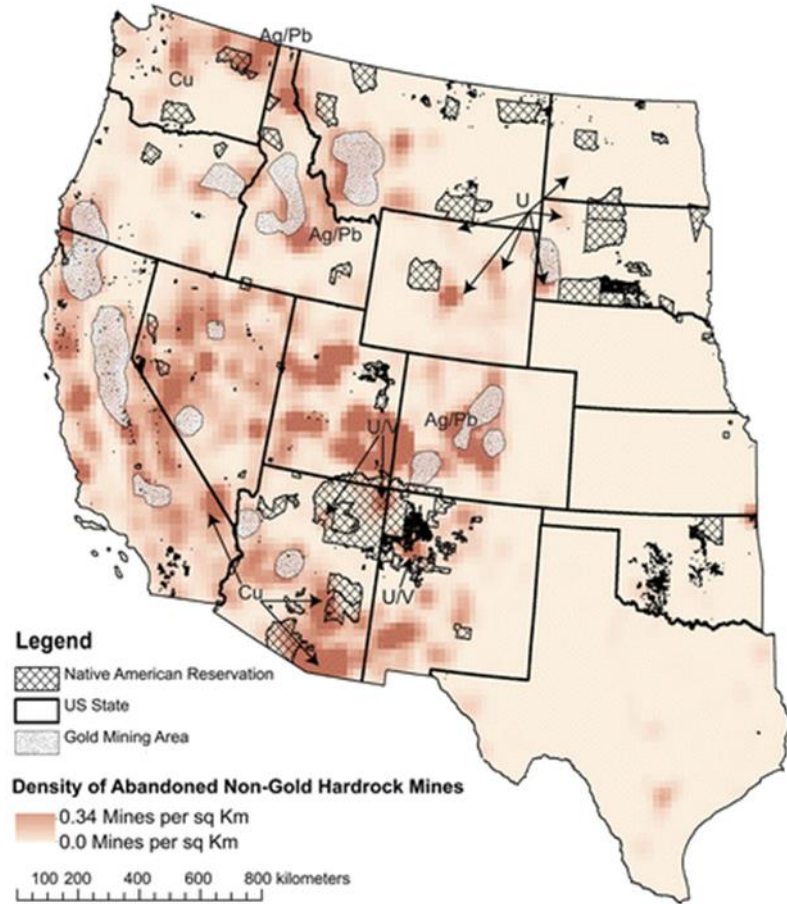 Ag/Pb
Cu
U
Ag/Pb
Ag/Pb
U/V
Cu
U/V
Legend
Native American Reservation
US State
Gold Mining Area
Density of Abandoned Non-Gold Hardrock Mines
0.34 Mines per sq Km
0.0 Mines per sq Km
100 200 400 600 800 kilometers